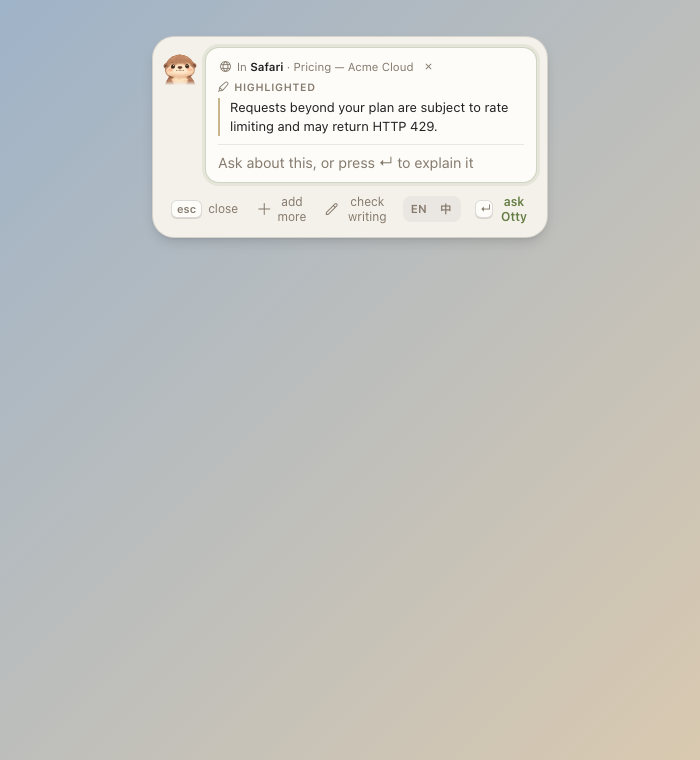 In Safari · Pricing — Acme Cloud ×
HIGHLIGHTED
Requests beyond your plan are subject to rate
limiting and may return HTTP 429.
Ask about this, or press ↵ to explain it
esc close
add
more
check
writing
EN 中
↵ ask
Otty